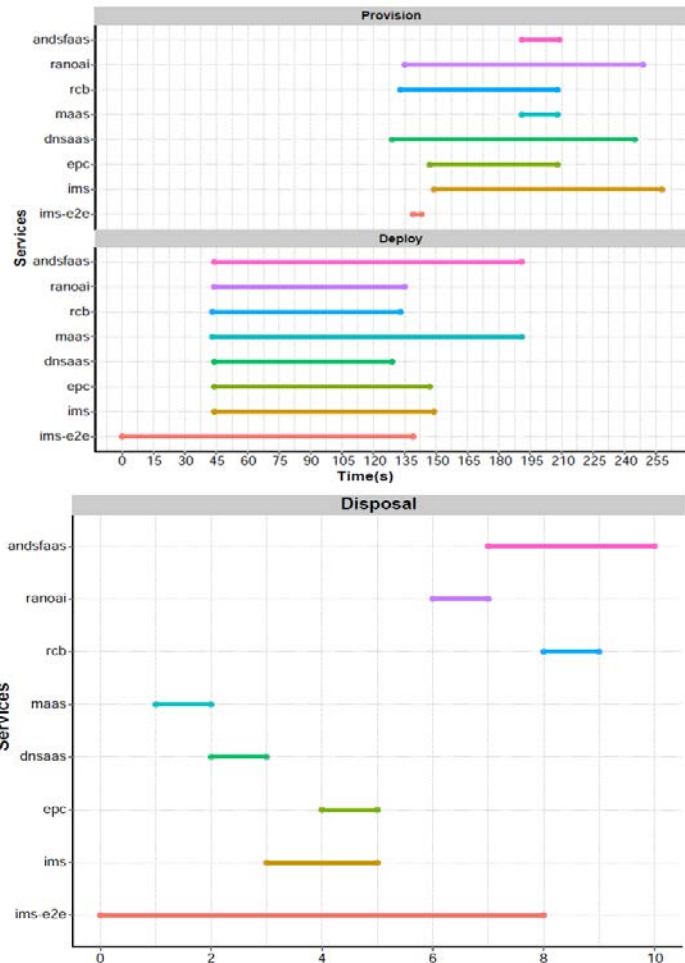 Provision
andsfaas
ranoai
rcb
maas
dnsaas
epc
ims
ims-e2e
Services
Deploy
andsfaas
ranoai
rcb
maas
dnsaas
epc
ims
ims-e2e
0 15 30 45 60 75 90 105 120 135 150 165 180 195 210 225 240 255
Time(s)
Disposal
andsfaas
ranoai
rcb
maas
dnsaas
epc
ims
ims-e2e
Services
0 2 4 6 8 10